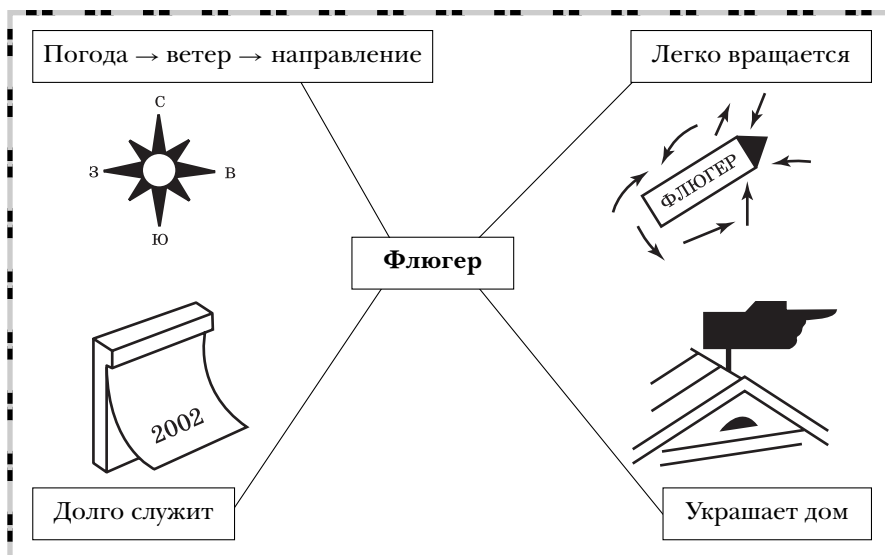 Погода → ветер → направление
Легко вращается
С
З
В
Ю
ФЛЮГЕР
Флюгер
2002
Долго служит
Украшает дом